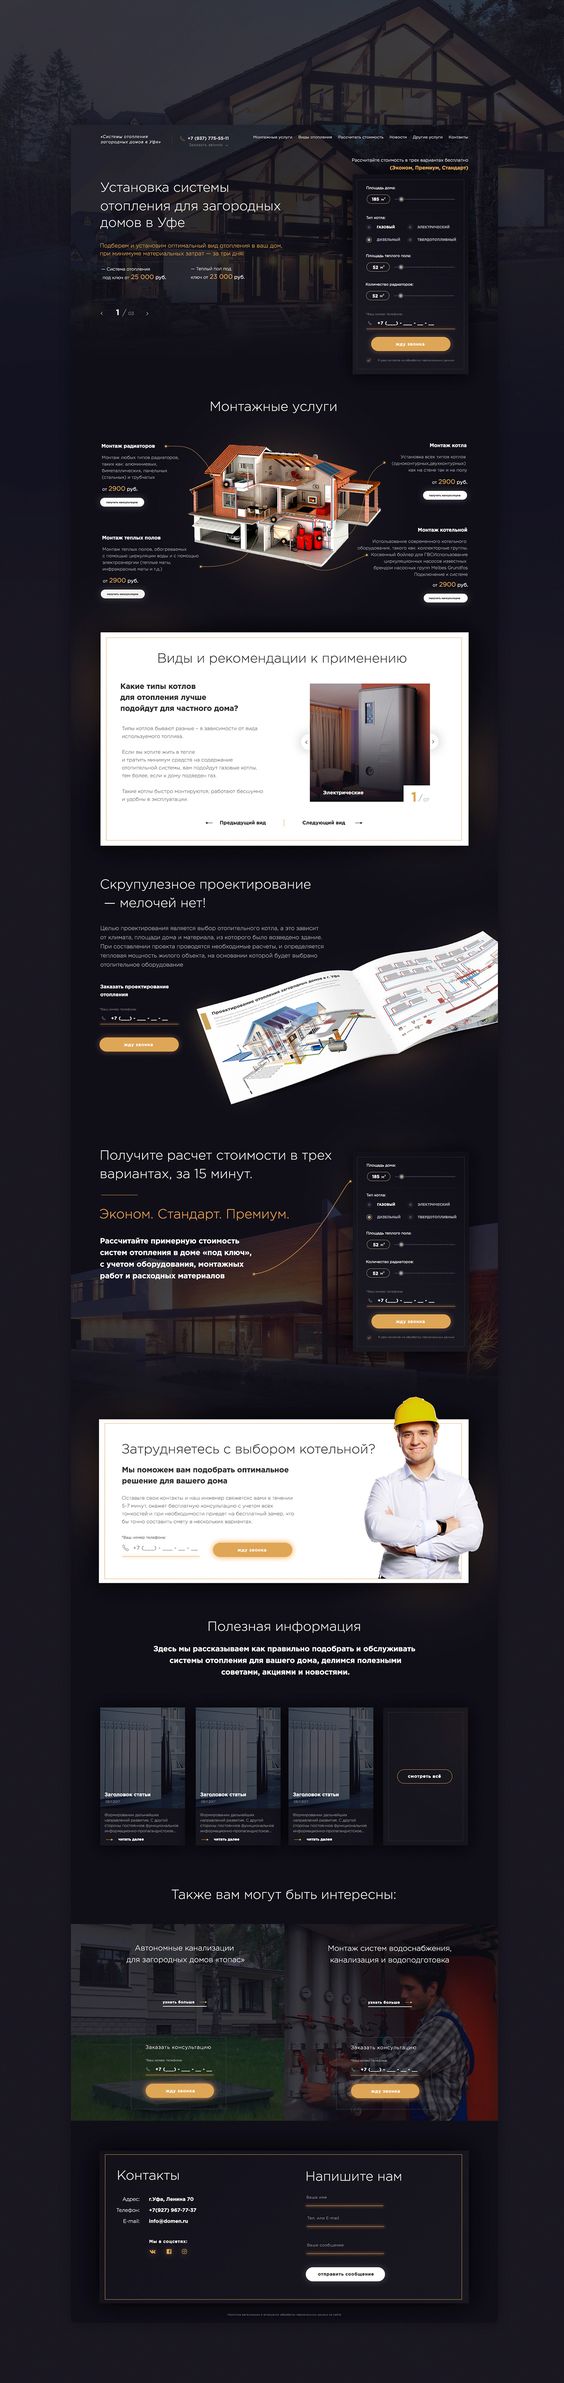 «Системы отопления
загородных домов в Уфе»
+7 (937) 775-55-11
Заказать звонок
Монтажные услуги
Виды отопления
Рассчитать стоимость
Новости
Другие услуги
Контакты
Установка системы
отопления для загородных
домов в Уфе
Подберем и установим оптимальный вид отопления в ваш дом,
при минимуме материальных затрат — за три дня!
— Система отопления
под ключ от 25 000 руб.
— Теплый пол под
ключ от 23 000 руб.
1 / 03
Рассчитайте стоимость в трех вариантах бесплатно
(Эконом, Премиум, Стандарт)
Площадь дома:
185 м²
Тип котла:
ГАЗОВЫЙ
ЭЛЕКТРИЧЕСКИЙ
ДИЗЕЛЬНЫЙ
ТВЕРДОТОПЛИВНЫЙ
Площадь теплого пола:
52 м²
Количество радиаторов:
52 м²
*Ваш номер телефона:
+7 (___) - ___ - __ - __
жду звонка
Монтажные услуги
Монтаж радиаторов
Монтаж любых типов радиаторов,
таких как: алюминиевых,
биметаллических, панельных
(стальных) и трубчатых
от 2900 руб.
получить консультацию
Монтаж котла
Установка всех типов котлов
(одноконтурных,двухконтурных)
как на стене так и на полу
от 2900 руб.
получить консультацию
Монтаж теплых полов
Монтаж теплых полов, обогреваемых
с помощью циркуляции воды и с помощью
электроэнергии (теплые маты,
инфракрасные маты и т.д.)
от 2900 руб.
получить консультацию
Монтаж котельной
Использование современного котельного
оборудования, такого как: коллекторные группы,
Косвенный бойлер для ГВС/Использование
циркуляционных насосов известных
брендом насосных групп Meibes Grundfos
Подключение к системе
от 2900 руб.
получить консультацию
Виды и рекомендации к применению
Какие типы котлов
для отопления лучше
подойдут для частного дома?
Типы котлов бывают разные – в зависимости от вида
используемого топлива.
Если вы хотите жить в тепле
и тратить минимум средств на содержание
отопительной системы, вам подойдут газовые котлы,
тем более, если к дому подведен газ.
Такие котлы быстро монтируются, работают бесшумно
и удобны в эксплуатации.
Электрические
1 / 07
Предыдущий вид
Следующий вид
Скрупулезное проектирование
— мелочей нет!
Целью проектирования является выбор отопительного котла, а это зависит
от климата, площади дома и материала, из которого было возведено здание.
При составлении проекта проводятся необходимые расчеты, и определяется
тепловая мощность жилого объекта, на основании которой будет выбрано
отопительное оборудование
Заказать проектирование
отопления
*Ваш номер телефона:
+7 (___) - ___ - __ - __
жду звонка
Проектирование отопления загородных домов в г. Уфа
Получите расчет стоимости в трех
вариантах, за 15 минут.
Эконом. Стандарт. Премиум.
Рассчитайте примерную стоимость
систем отопления в доме «под ключ»,
с учетом оборудования, монтажных
работ и расходных материалов
Площадь дома:
185 м²
Тип котла:
ГАЗОВЫЙ
ЭЛЕКТРИЧЕСКИЙ
ДИЗЕЛЬНЫЙ
ТВЕРДОТОПЛИВНЫЙ
Площадь теплого пола:
52 м²
Количество радиаторов:
52 м²
*Ваш номер телефона:
+7 (___) - ___ - __ - __
жду звонка
Затрудняетесь с выбором котельной?
Мы поможем вам подобрать оптимальное
решение для вашего дома
Оставьте свои контакты и наш инженер свяжется с вами в течении
5-7 минут, окажет бесплатную консультацию с учетом всех
тонкостей и при необходимости приедет на бесплатный замер, что
бы точно составить смету в нескольких вариантах.
*Ваш номер телефона:
+7 (___) - ___ - __ - __
жду звонка
Полезная информация
Здесь мы рассказываем как правильно подобрать и обслуживать
системы отопления для вашего дома, делимся полезными
советами, акциями и новостями.
Заголовок статьи
Формирование дальнейших
направлений развития. С другой
стороны постоянное функциональное
информационно-пропагандистское...
читать далее
Заголовок статьи
Формирование дальнейших
направлений развития. С другой
стороны постоянное функциональное
информационно-пропагандистское...
читать далее
Заголовок статьи
Формирование дальнейших
направлений развития. С другой
стороны постоянное функциональное
информационно-пропагандистское...
читать далее
смотреть всё
Также вам могут быть интересны:
Автономные канализации
для загородных домов «топас»
узнать больше
Заказать консультацию
*Ваш номер телефона:
+7 (___) - ___ - __ - __
жду звонка
Монтаж систем водоснабжения,
канализация и водоподготовка
узнать больше
Заказать консультацию
*Ваш номер телефона:
+7 (___) - ___ - __ - __
жду звонка
Контакты
Адрес: г.Уфа, Ленина 70
Телефон: +7(927) 967-77-37
E-mail: info@domen.ru
Мы в соцсетях:
Напишите нам
Ваше имя
Тел. или E-mail
Ваше сообщение
отправить сообщение